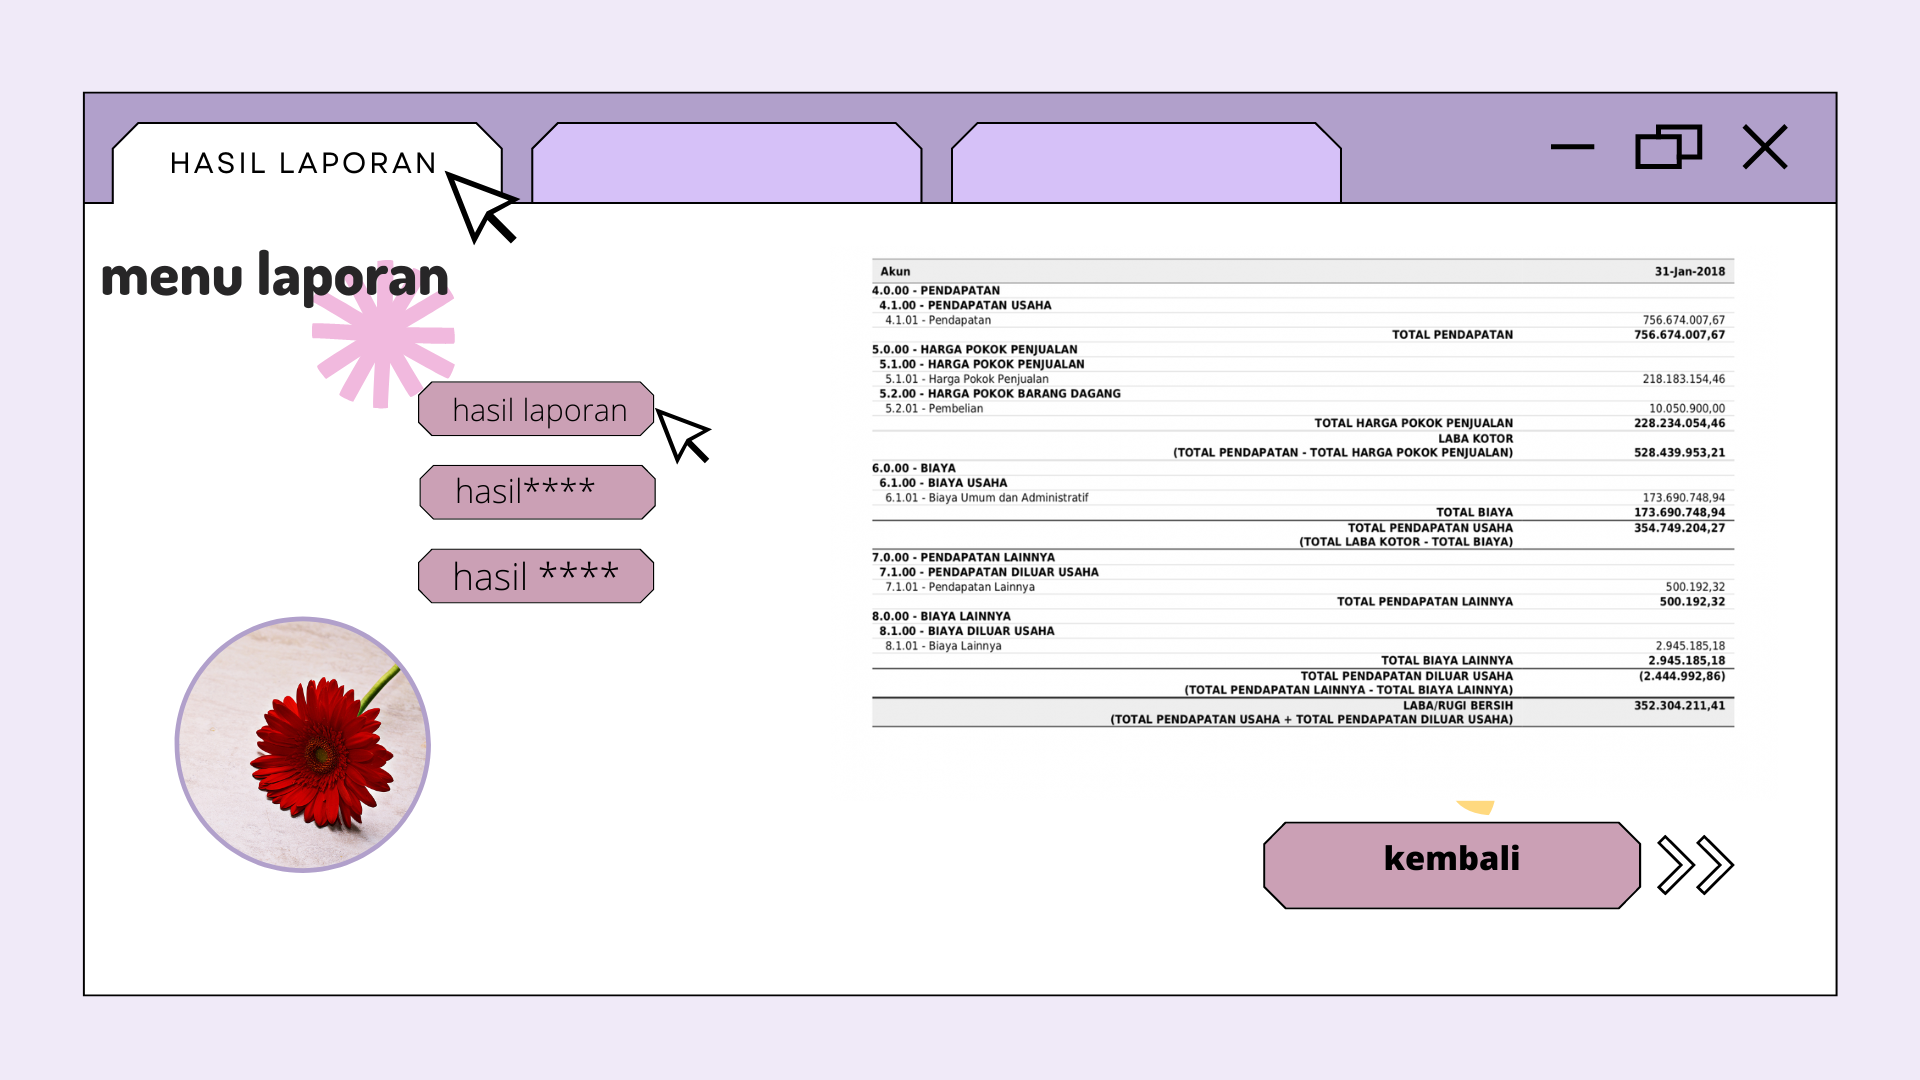 HASIL LAPORAN
menu laporan
hasil laporan
hasil****
hasil ****
Akun 31-Jan-2018
4.0.00 - PENDAPATAN
4.1.00 - PENDAPATAN USAHA
4.1.01 - Pendapatan 756.674.007,67
TOTAL PENDAPATAN 756.674.007,67
5.0.00 - HARGA POKOK PENJUALAN
5.1.00 - HARGA POKOK PENJUALAN
5.1.01 - Harga Pokok Penjualan 218.183.154,46
5.2.00 - HARGA POKOK BARANG DAGANG
5.2.01 - Pembelian 10.050.900,00
TOTAL HARGA POKOK PENJUALAN 228.234.054,46
LABA KOTOR
(TOTAL PENDAPATAN - TOTAL HARGA POKOK PENJUALAN) 528.439.953,21
6.0.00 - BIAYA
6.1.00 - BIAYA USAHA
6.1.01 - Biaya Umum dan Administratif 173.690.748,94
TOTAL BIAYA 173.690.748,94
TOTAL PENDAPATAN USAHA 354.749.204,27
(TOTAL LABA KOTOR - TOTAL BIAYA)
7.0.00 - PENDAPATAN LAINNYA
7.1.00 - PENDAPATAN DILUAR USAHA
7.1.01 - Pendapatan Lainnya 500.192,32
TOTAL PENDAPATAN LAINNYA 500.192,32
8.0.00 - BIAYA LAINNYA
8.1.00 - BIAYA DILUAR USAHA
8.1.01 - Biaya Lainnya 2.945.185,18
TOTAL BIAYA LAINNYA 2.945.185,18
TOTAL PENDAPATAN DILUAR USAHA (2.444.992,86)
(TOTAL PENDAPATAN LAINNYA - TOTAL BIAYA LAINNYA)
LABA/RUGI BERSIH 352.304.211,41
(TOTAL PENDAPATAN USAHA + TOTAL PENDAPATAN DILUAR USAHA)
kembali